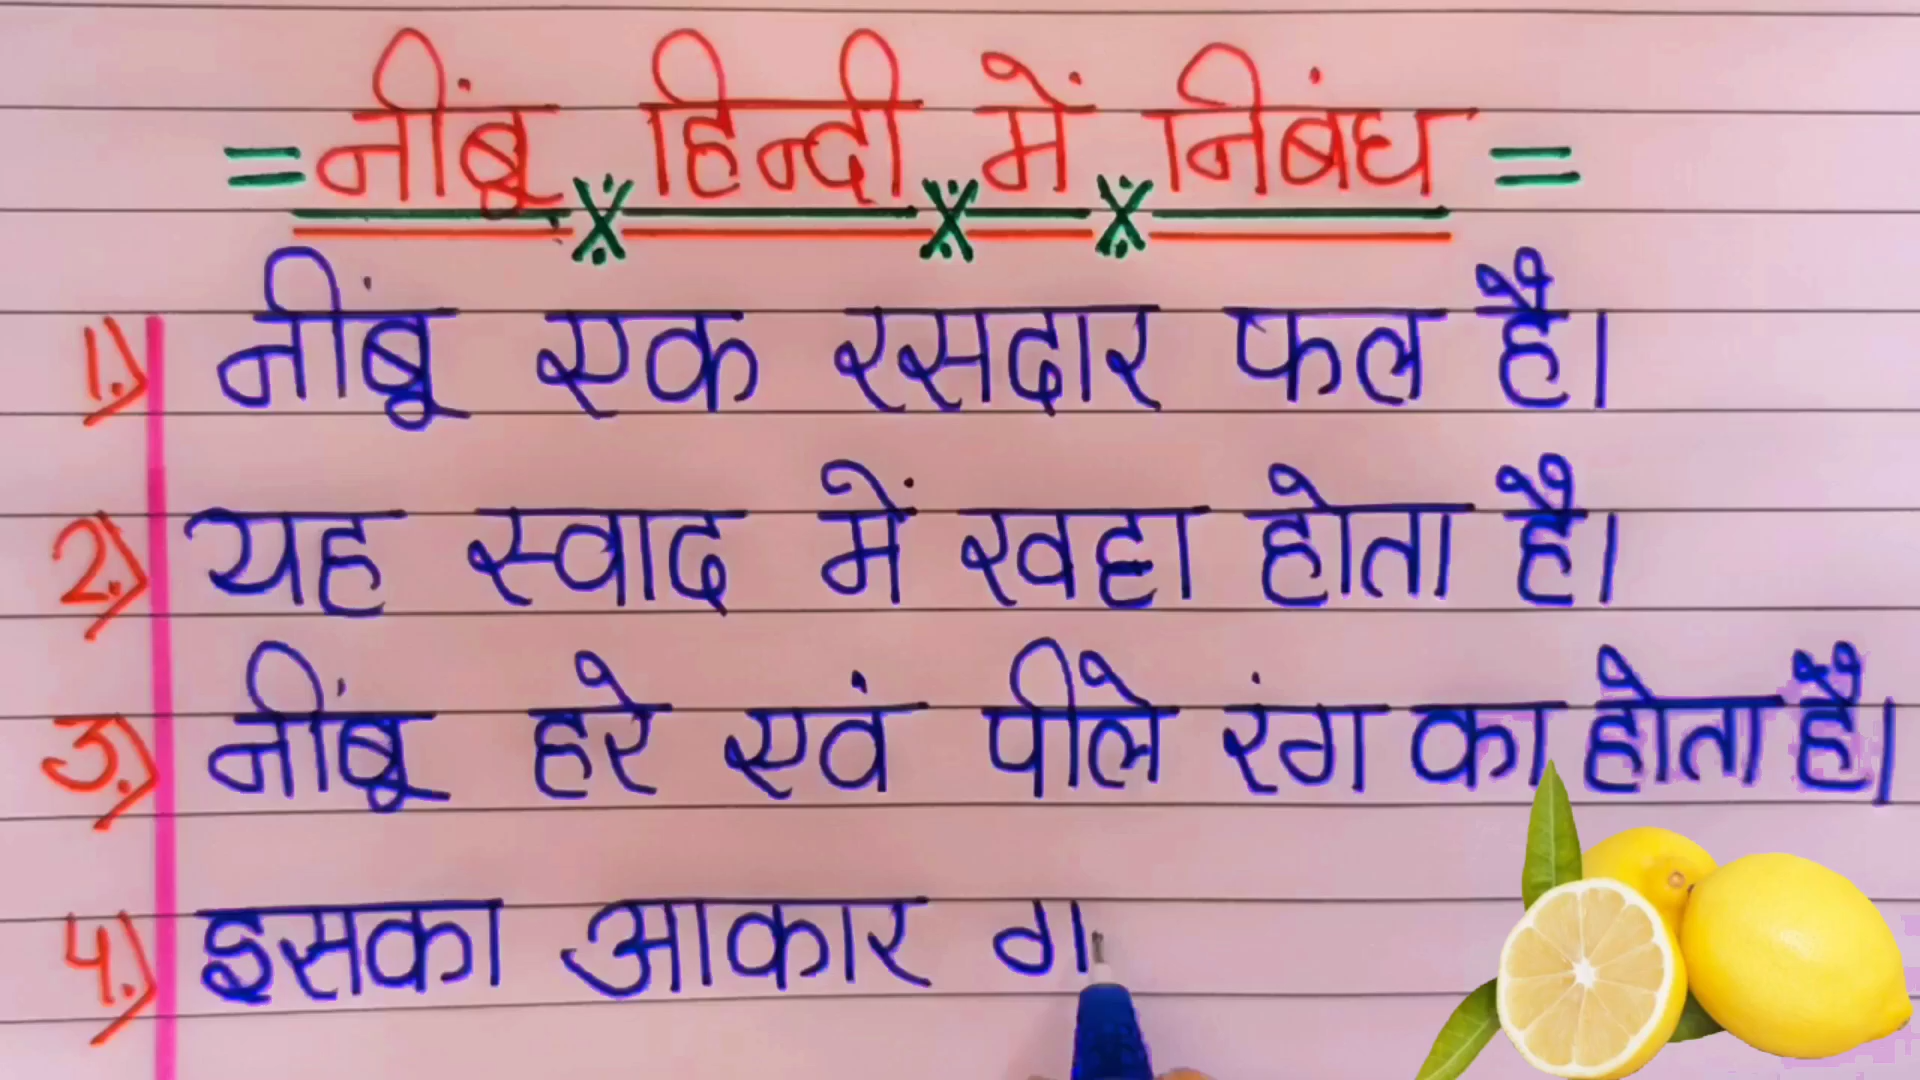 = नींबू हिन्दी में निबंध =
1.) नींबू एक रसदार फल है।
2.) यह स्वाद में खट्टा होता है।
3.) नींबू हरे एवं पीले रंग का होता है।
4.) इसका आकार ग